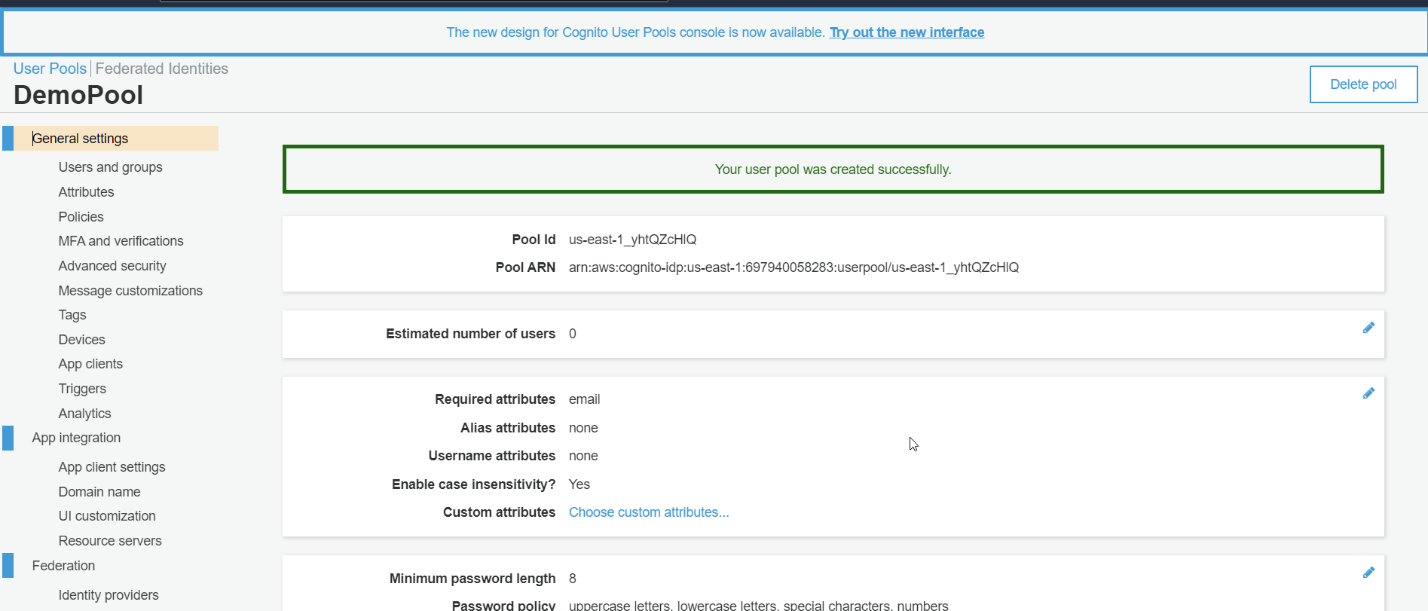 The new design for Cognito User Pools console is now available. Try out the new interface
User Pools | Federated Identities
DemoPool
Delete pool
General settings
Users and groups
Attributes
Policies
MFA and verifications
Advanced security
Message customizations
Tags
Devices
App clients
Triggers
Analytics
App integration
App client settings
Domain name
UI customization
Resource servers
Federation
Identity providers
Your user pool was created successfully.
Pool Id us-east-1_yhtQZcHlQ
Pool ARN arn:aws:cognito-idp:us-east-1:697940058283:userpool/us-east-1_yhtQZcHlQ
Estimated number of users 0
Required attributes email
Alias attributes none
Username attributes none
Enable case insensitivity? Yes
Custom attributes Choose custom attributes...
Minimum password length 8
Password policy uppercase letters, lowercase letters, special characters, numbers